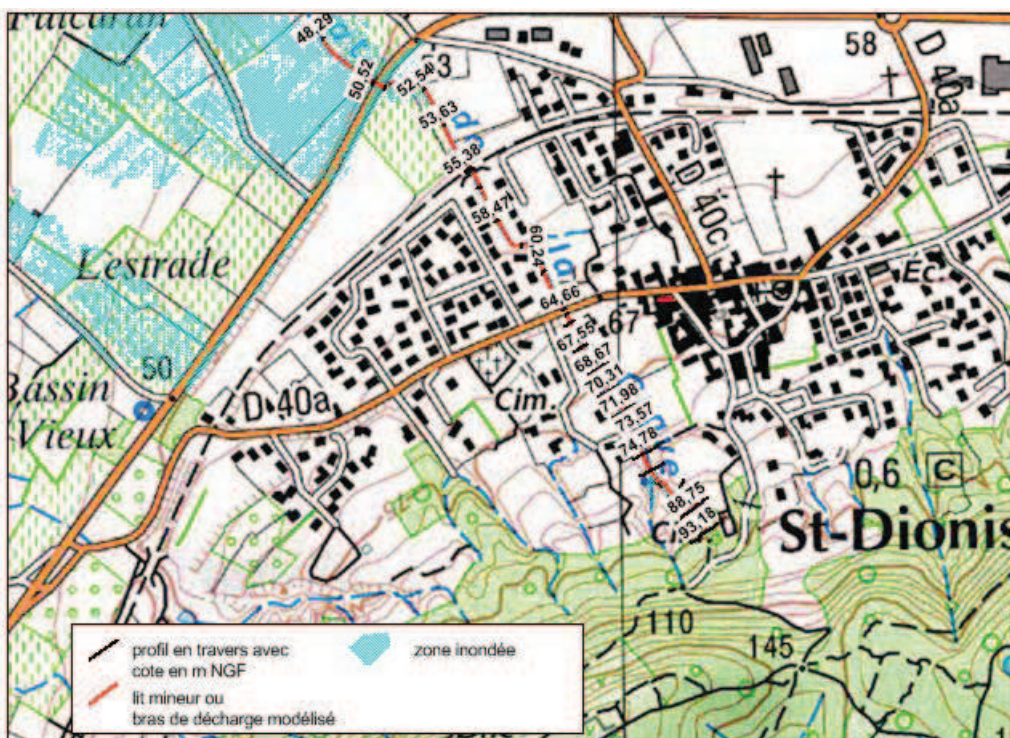 48,29
50,52
52,54
3
53,63
55,38
58,47
60,24
64,66
67
67,55
68,67
70,31
71,98
73,57
74,78
88,75
93,18
58
D 40a
D 40c
Lestrade
Éc.
50
Bassin
Vieux
D 40a
Cim.
0,6
C
St-Dionis
110
145
profil en travers avec
cote en m NGF
lit mineur ou
bras de décharge modélisé
zone inondée